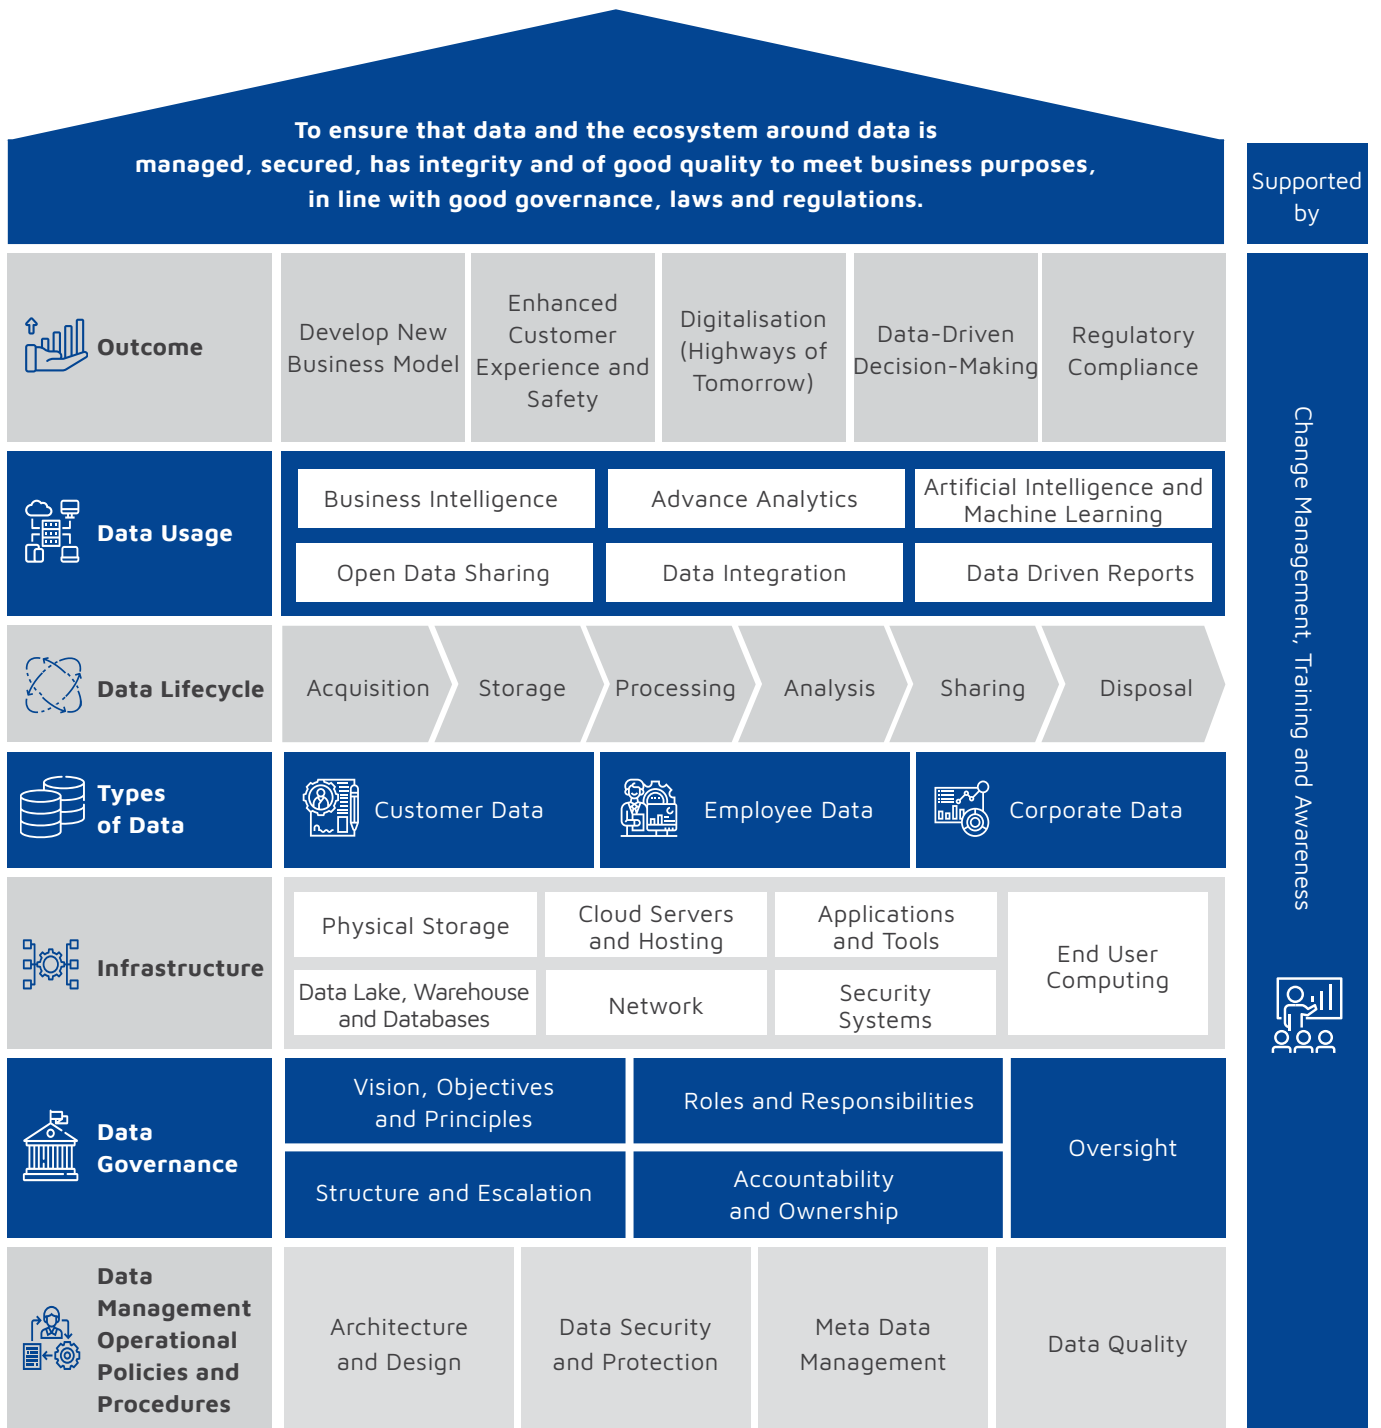 To ensure that data and the ecosystem around data is
managed, secured, has integrity and of good quality to meet business purposes,
in line with good governance, laws and regulations.
Supported
by
Outcome
Develop New
Business Model
Enhanced
Customer
Experience and
Safety
Digitalisation
(Highways of
Tomorrow)
Data-Driven
Decision-Making
Regulatory
Compliance
Data Usage
Business Intelligence
Advance Analytics
Artificial Intelligence and
Machine Learning
Open Data Sharing
Data Integration
Data Driven Reports
Data Lifecycle
Acquisition
Storage
Processing
Analysis
Sharing
Disposal
Types
of Data
Customer Data
Employee Data
Corporate Data
Infrastructure
Physical Storage
Cloud Servers
and Hosting
Applications
and Tools
End User
Computing
Data Lake, Warehouse
and Databases
Network
Security
Systems
Data
Governance
Vision, Objectives
and Principles
Roles and Responsibilities
Oversight
Structure and Escalation
Accountability
and Ownership
Data
Management
Operational
Policies and
Procedures
Architecture
and Design
Data Security
and Protection
Meta Data
Management
Data Quality
Change Management, Training and Awareness